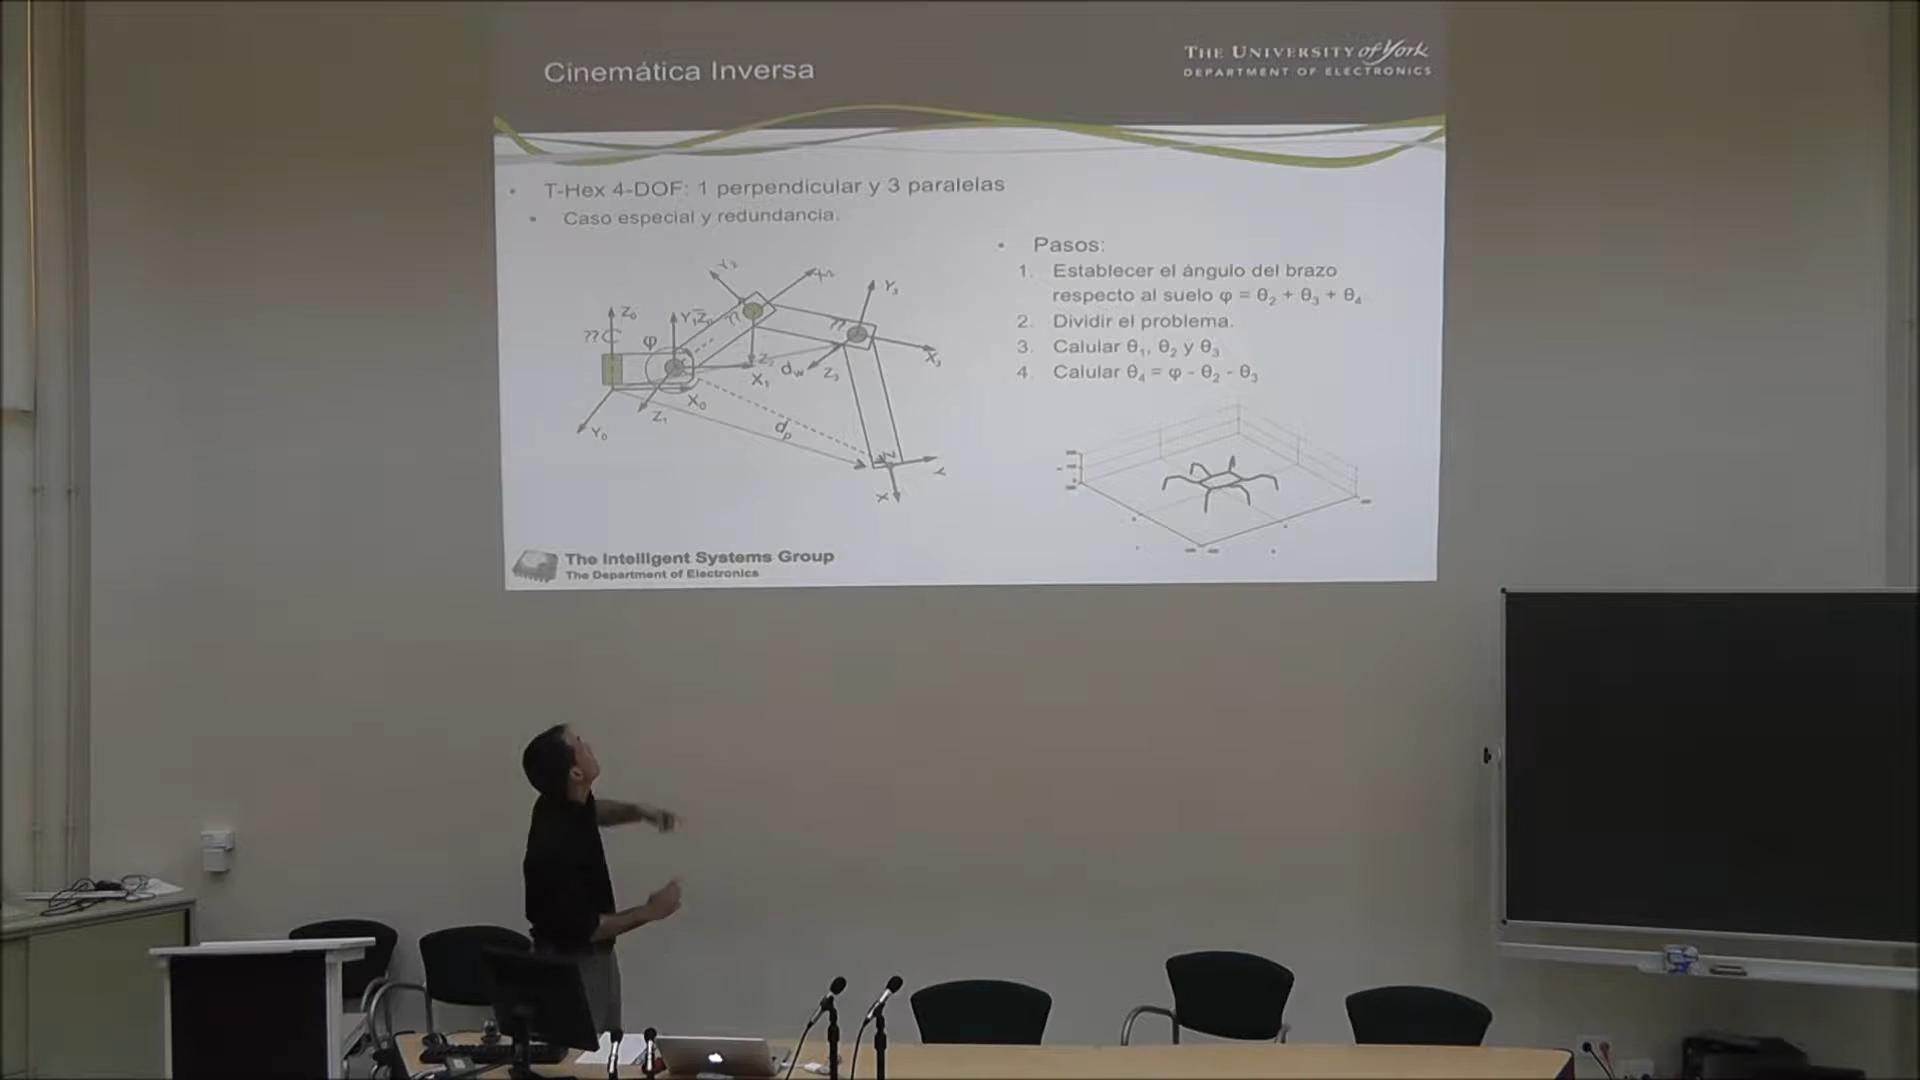 Cinemática Inversa
THE UNIVERSITY of York
DEPARTMENT OF ELECTRONICS
• T-Hex 4-DOF: 1 perpendicular y 3 paralelas
• Caso especial y redundancia.
• Pasos:
1. Establecer el ángulo del brazo
respecto al suelo φ = θ2 + θ3 + θ4
2. Dividir el problema.
3. Calular θ1, θ2 y θ3
4. Calular θ4 = φ - θ2 - θ3
Z0
??
φ
Y1
??
Y3
??
X3
Z2
X1
dw
Z3
X0
Z1
Y0
dp
Y
X
The Intelligent Systems Group
The Department of Electronics